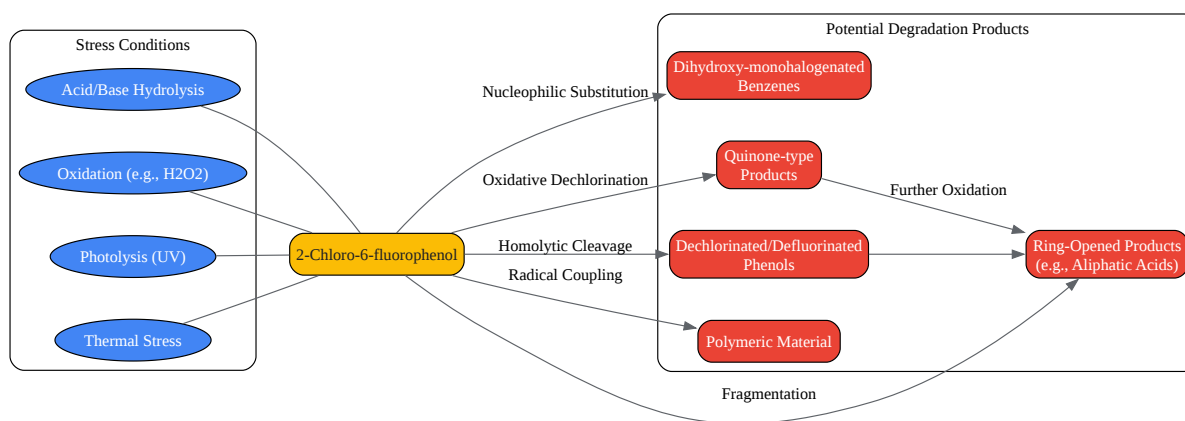 Stress Conditions
Acid/Base Hydrolysis
Oxidation (e.g., H2O2)
Photolysis (UV)
Thermal Stress
2-Chloro-6-fluorophenol
Nucleophilic Substitution
Oxidative Dechlorination
Homolytic Cleavage
Radical Coupling
Fragmentation
Potential Degradation Products
Dihydroxy-monohalogenated
Benzenes
Quinone-type
Products
Further Oxidation
Dechlorinated/Defluorinated
Phenols
Ring-Opened Products
(e.g., Aliphatic Acids)
Polymeric Material